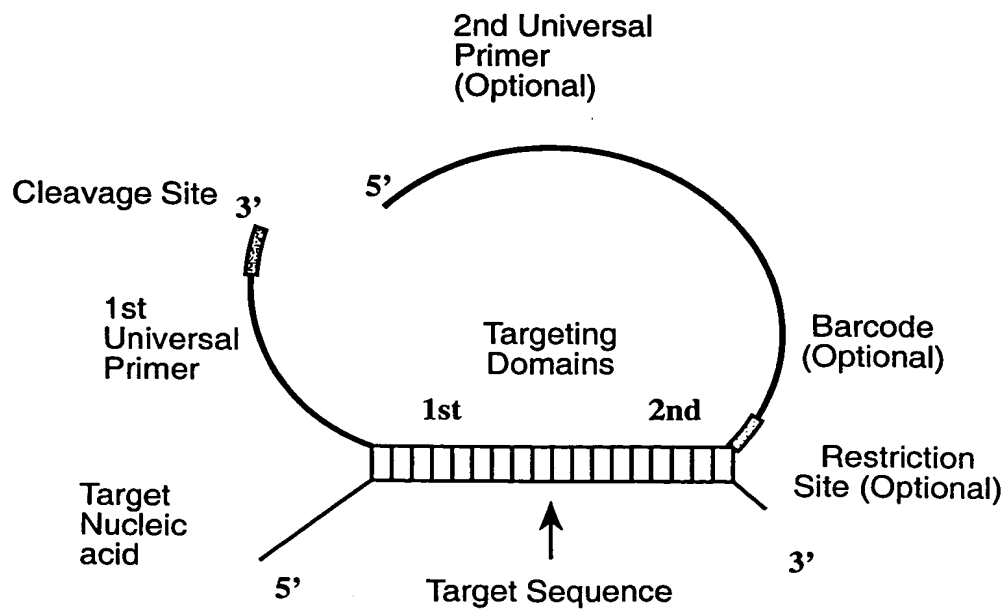 2nd Universal
Primer
(Optional)
Cleavage Site
3’
5’
1st
Universal
Primer
Targeting
Domains
Barcode
(Optional)
1st
2nd
Restriction
Site (Optional)
Target
Nucleic
acid
5’
3’
Target Sequence